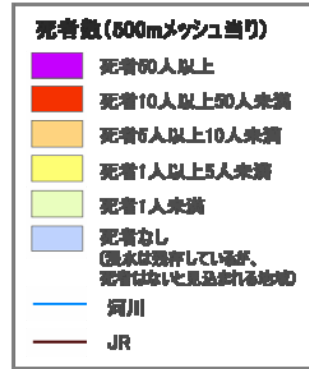 死者数(500mメッシュ当り)
死者50人以上
死者10人以上50人未満
死者5人以上10人未満
死者1人以上5人未満
死者1人未満
死者なし
(浸水は残存しているが、
死者はないと見込まれる地域)
河川
JR